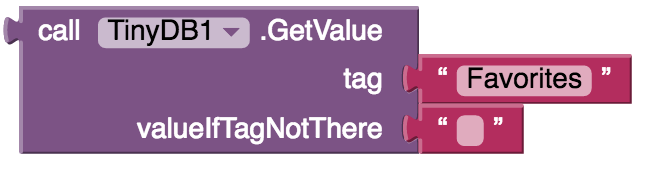 call TinyDB1 .GetValue
tag “ Favorites ”
valueIfTagNotThere “ ”